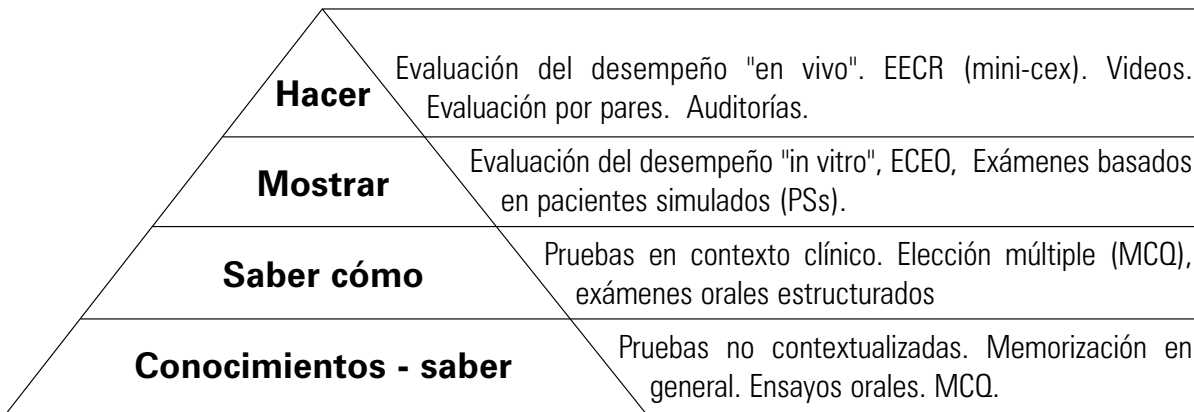 Hacer
Evaluación del desempeño "en vivo". EECR (mini-cex). Videos.
Evaluación por pares. Auditorías.
Mostrar
Evaluación del desempeño "in vitro", ECEO, Exámenes basados
en pacientes simulados (PSs).
Saber cómo
Pruebas en contexto clínico. Elección múltiple (MCQ),
exámenes orales estructurados
Conocimientos - saber
Pruebas no contextualizadas. Memorización en
general. Ensayos orales. MCQ.